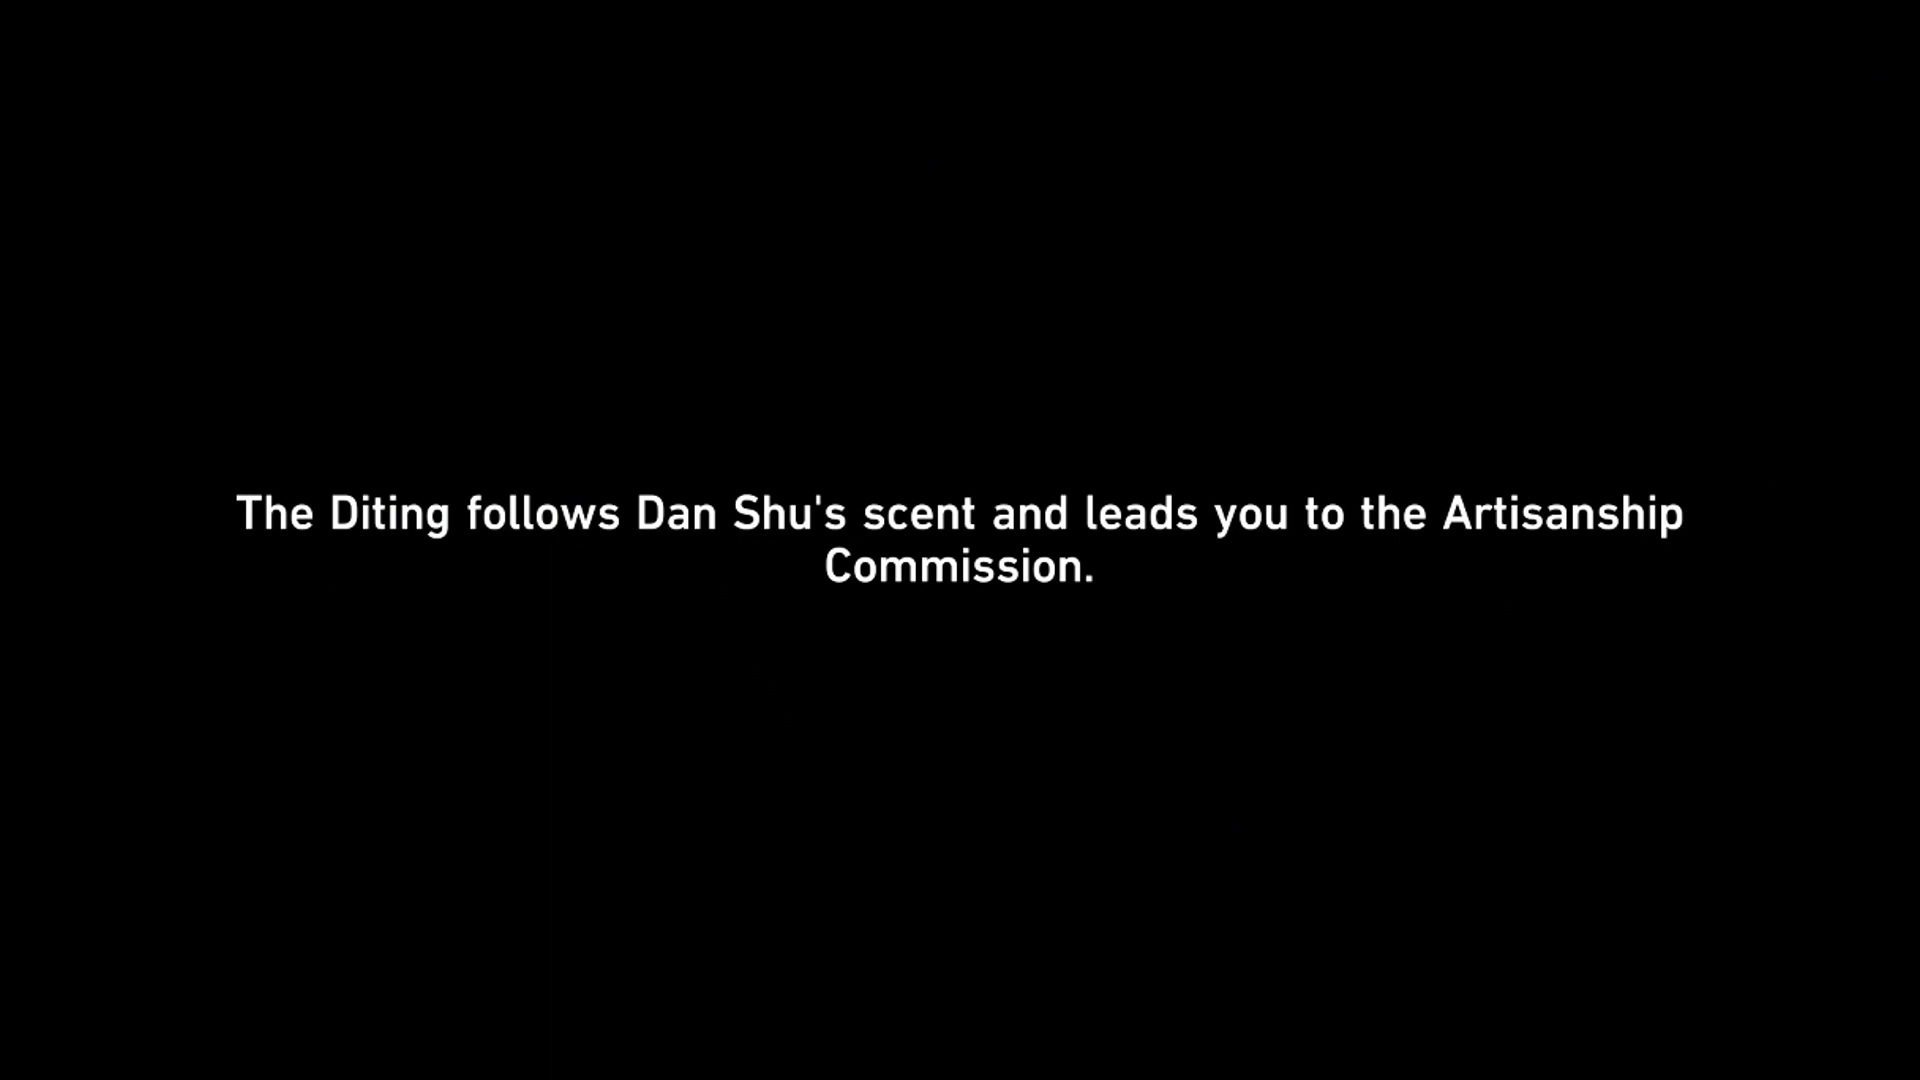 The Diting follows Dan Shu's scent and leads you to the Artisanship
Commission.